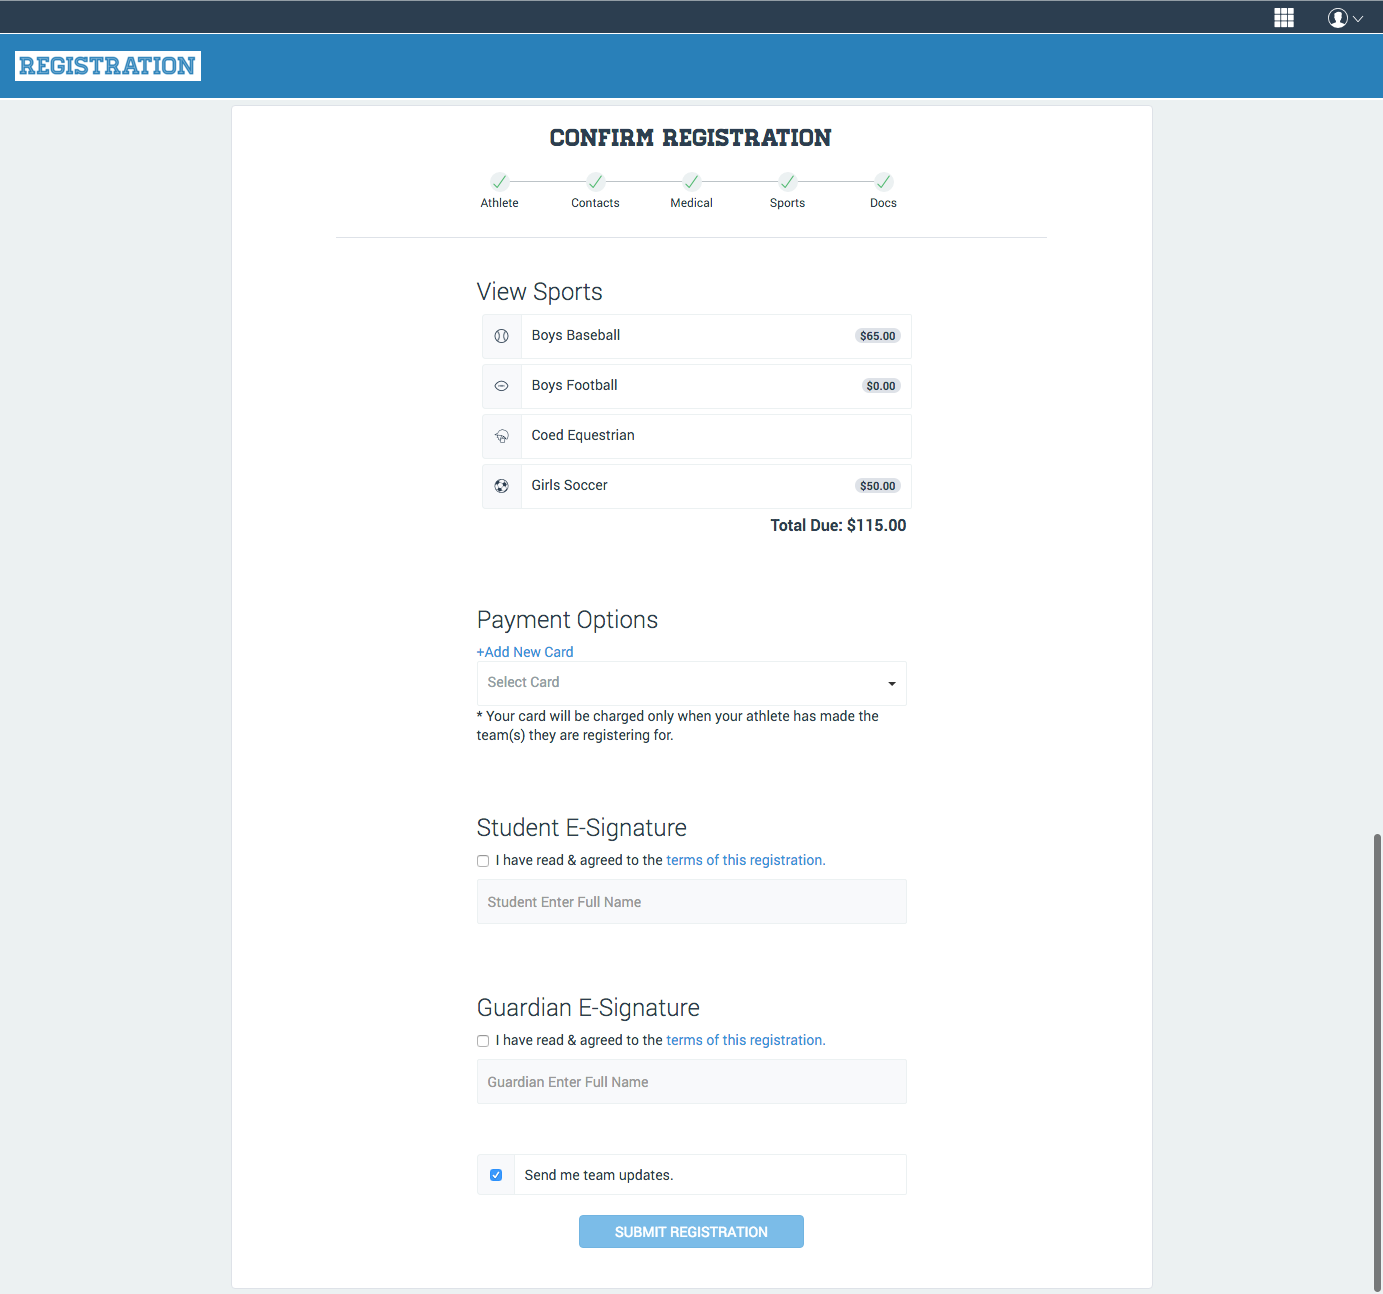 REGISTRATION
CONFIRM REGISTRATION
Athlete Contacts Medical Sports Docs
View Sports
Boys Baseball $65.00
Boys Football $0.00
Coed Equestrian
Girls Soccer $50.00
Total Due: $115.00
Payment Options
+Add New Card
Select Card
* Your card will be charged only when your athlete has made the
team(s) they are registering for.
Student E-Signature
I have read & agreed to the terms of this registration.
Student Enter Full Name
Guardian E-Signature
I have read & agreed to the terms of this registration.
Guardian Enter Full Name
Send me team updates.
SUBMIT REGISTRATION